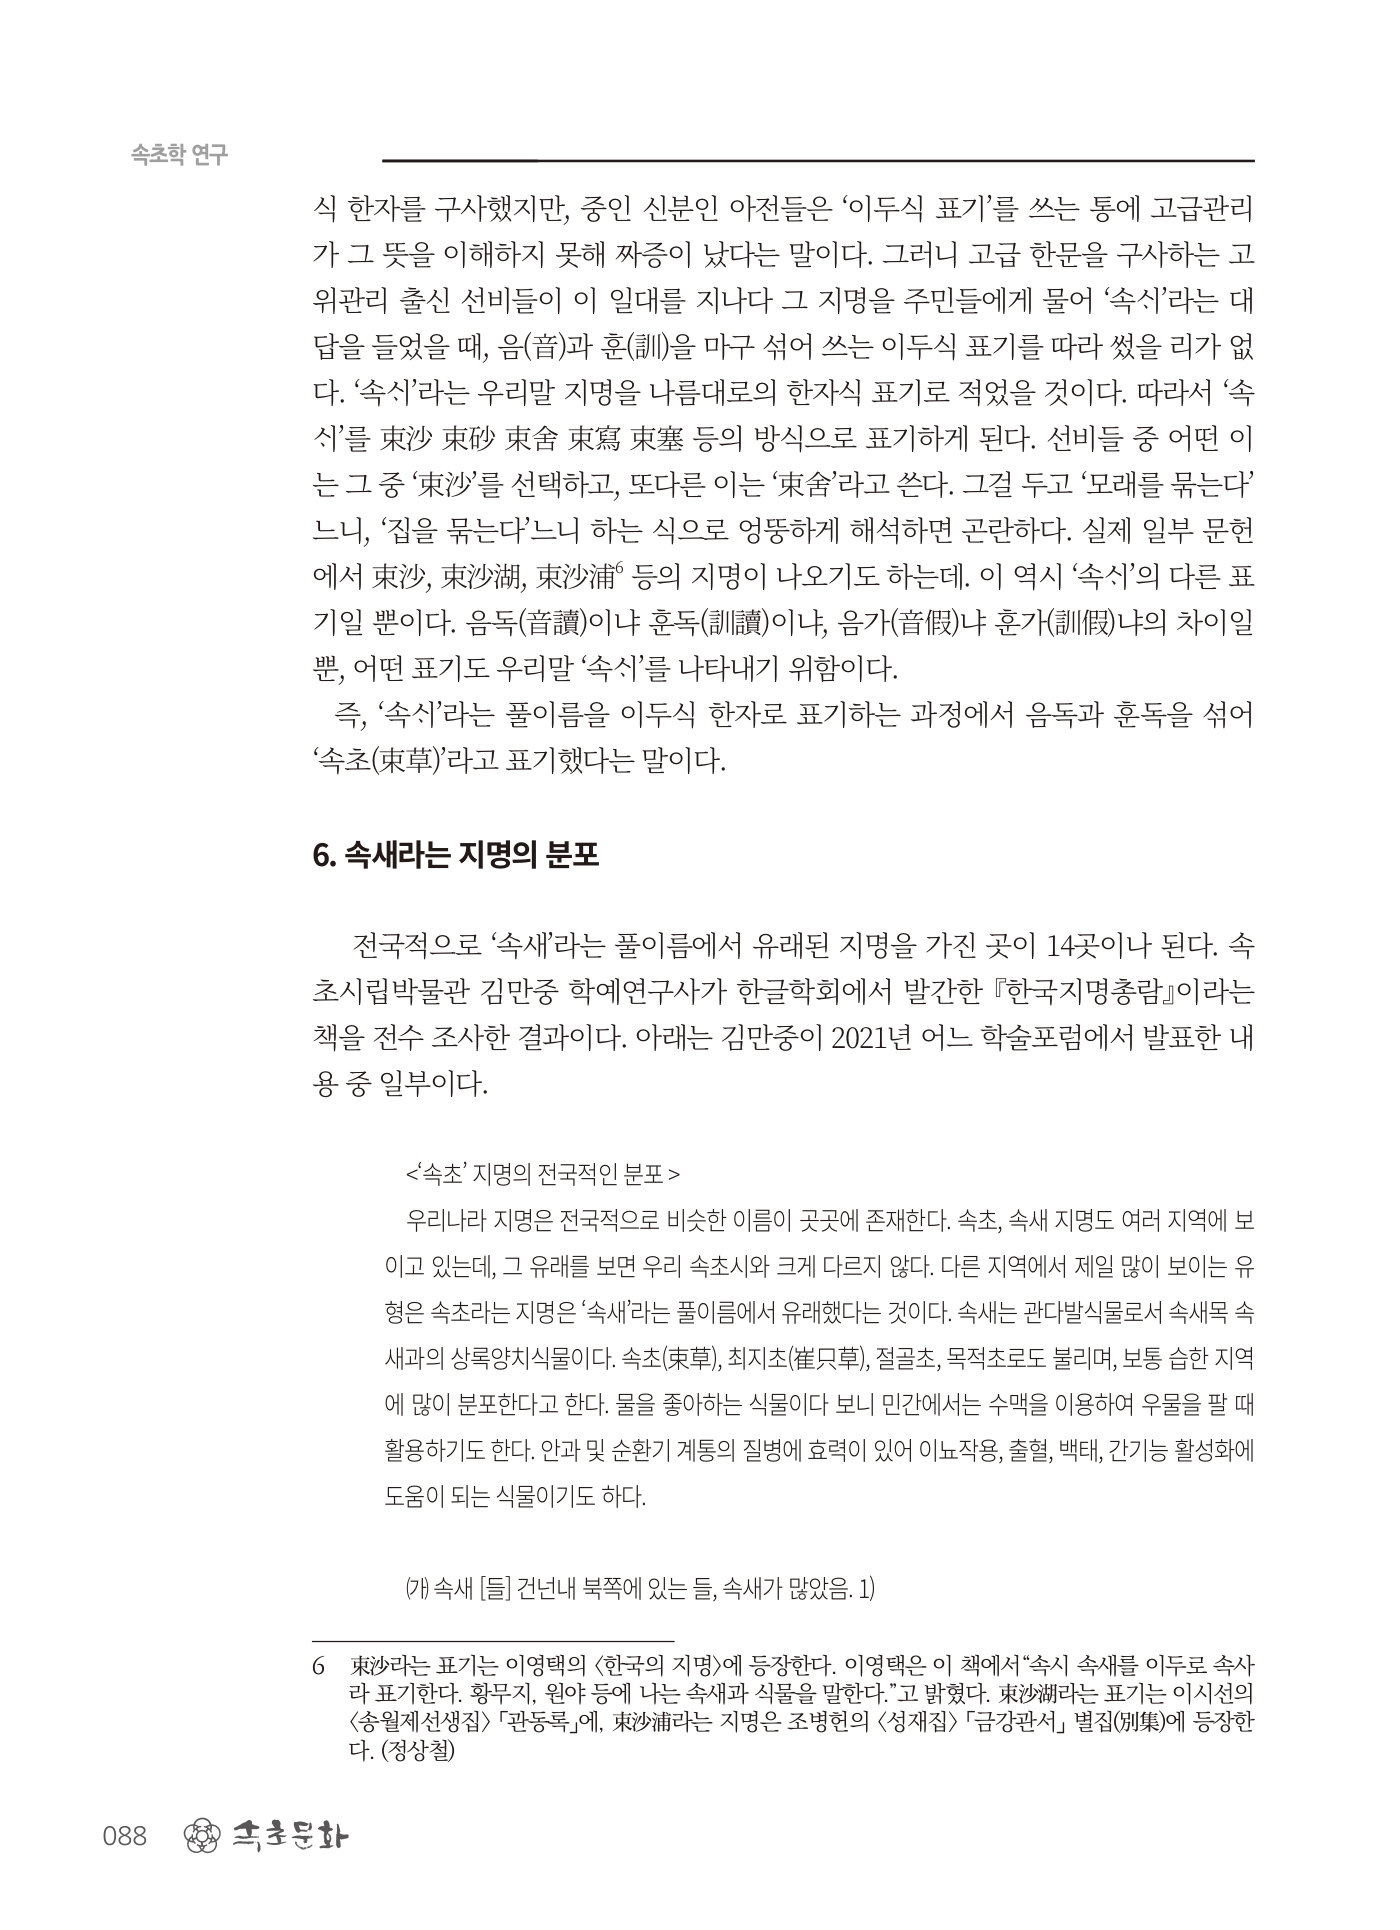 속초학 연구
식 한자를 구사했지만, 중인 신분인 아전들은 ‘이두식 표기’를 쓰는 통에 고급관리
가 그 뜻을 이해하지 못해 짜증이 났다는 말이다. 그러니 고급 한문을 구사하는 고
위관리 출신 선비들이 이 일대를 지나다 그 지명을 주민들에게 물어 ‘속ᄉᆡ’라는 대
답을 들었을 때, 음(音)과 훈(訓)을 마구 섞어 쓰는 이두식 표기를 따라 썼을 리가 없
다. ‘속ᄉᆡ’라는 우리말 지명을 나름대로의 한자식 표기로 적었을 것이다. 따라서 ‘속
ᄉᆡ’를 束沙 束砂 束舍 束寫 束塞 등의 방식으로 표기하게 된다. 선비들 중 어떤 이
는 그 중 ‘束沙’를 선택하고, 또다른 이는 ‘束舍’라고 쓴다. 그걸 두고 ‘모래를 묶는다’
느니, ‘집을 묶는다’느니 하는 식으로 엉뚱하게 해석하면 곤란하다. 실제 일부 문헌
에서 束沙, 束沙湖, 束沙浦6 등의 지명이 나오기도 하는데. 이 역시 ‘속ᄉᆡ’의 다른 표
기일 뿐이다. 음독(音讀)이냐 훈독(訓讀)이냐, 음가(音假)냐 훈가(訓假)냐의 차이일
뿐, 어떤 표기도 우리말 ‘속ᄉᆡ’를 나타내기 위함이다.
즉, ‘속ᄉᆡ’라는 풀이름을 이두식 한자로 표기하는 과정에서 음독과 훈독을 섞어
‘속초(束草)’라고 표기했다는 말이다.
6. 속새라는 지명의 분포
전국적으로 ‘속새’라는 풀이름에서 유래된 지명을 가진 곳이 14곳이나 된다. 속
초시립박물관 김만중 학예연구사가 한글학회에서 발간한 『한국지명총람』이라는
책을 전수 조사한 결과이다. 아래는 김만중이 2021년 어느 학술포럼에서 발표한 내
용 중 일부이다.
<‘속초’ 지명의 전국적인 분포 >
우리나라 지명은 전국적으로 비슷한 이름이 곳곳에 존재한다. 속초, 속새 지명도 여러 지역에 보
이고 있는데, 그 유래를 보면 우리 속초시와 크게 다르지 않다. 다른 지역에서 제일 많이 보이는 유
형은 속초라는 지명은 ‘속새’라는 풀이름에서 유래했다는 것이다. 속새는 관다발식물로서 속새목 속
새과의 상록양치식물이다. 속초(束草), 최지초(崔只草), 절골초, 목적초로도 불리며, 보통 습한 지역
에 많이 분포한다고 한다. 물을 좋아하는 식물이다 보니 민간에서는 수맥을 이용하여 우물을 팔 때
활용하기도 한다. 안과 및 순환기 계통의 질병에 효력이 있어 이뇨작용, 출혈, 백태, 간기능 활성화에
도움이 되는 식물이기도 하다.
㈎ 속새 [들] 건넌내 북쪽에 있는 들, 속새가 많았음. 1)
6 束沙라는 표기는 이영택의 〈한국의 지명〉에 등장한다. 이영택은 이 책에서 “속시 속새를 이두로 속사
라 표기한다. 황무지, 원야 등에 나는 속새과 식물을 말한다.”고 밝혔다. 束沙湖라는 표기는 이시선의
〈송월제선생집〉 「관동록」에, 束沙浦라는 지명은 조병헌의 〈성재집〉 「금강관서」 별집(別集)에 등장한
다. (정상철)
088 속초문화